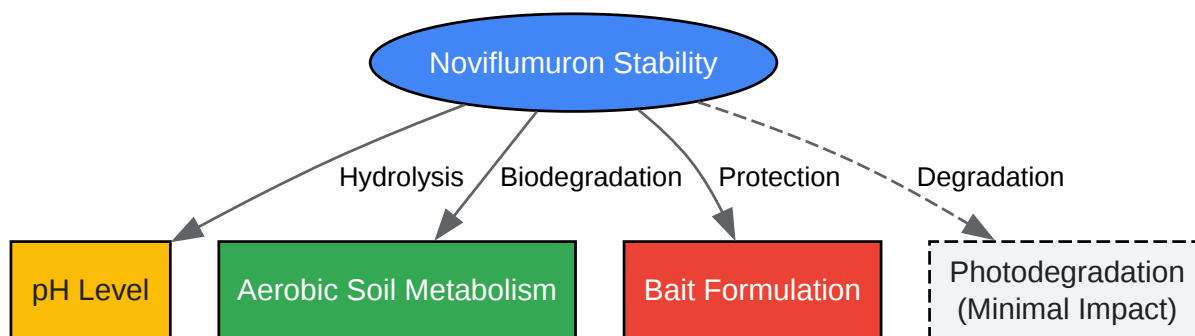 Noviflumuron Stability
Hydrolysis
Biodegradation
Protection
Degradation
pH Level
Aerobic Soil Metabolism
Bait Formulation
Photodegradation
(Minimal Impact)